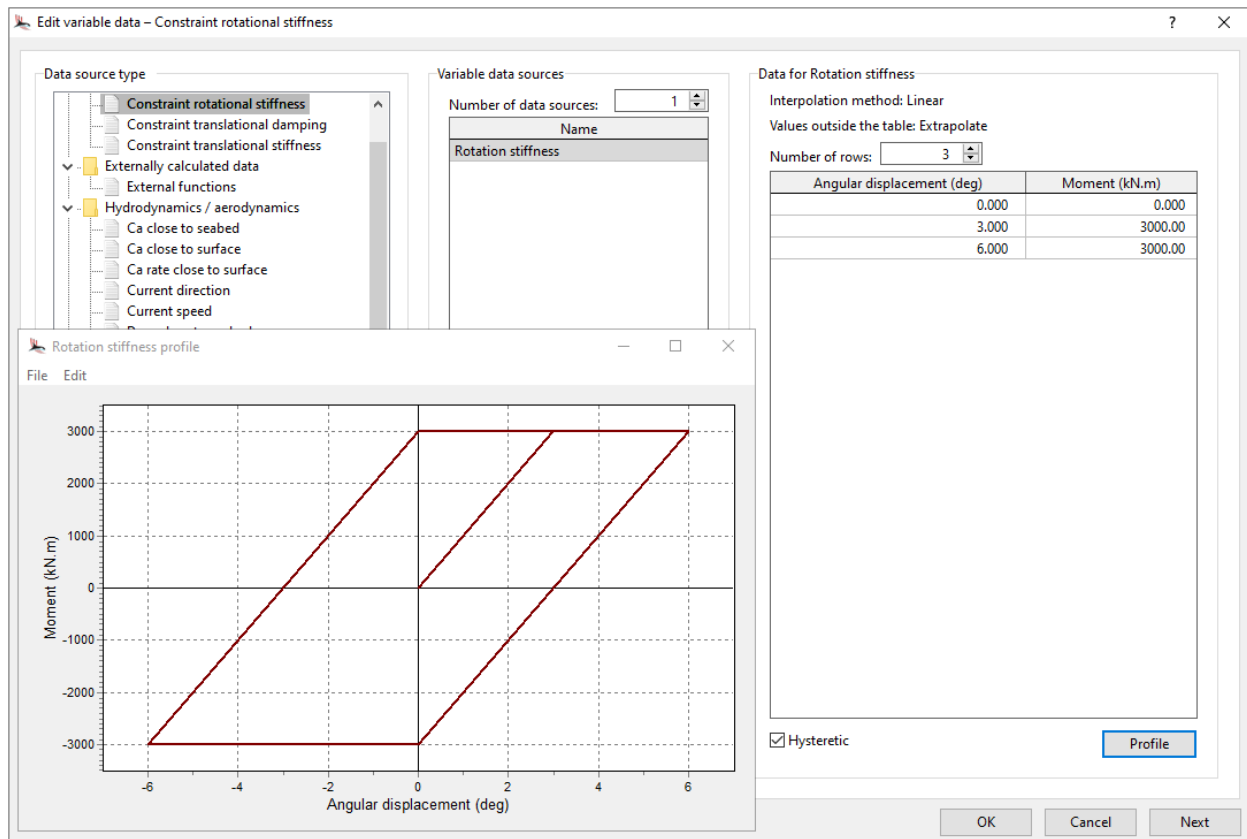 Edit variable data – Constraint rotational stiffness
?
Data source type
Constraint rotational stiffness
Constraint translational damping
Constraint translational stiffness
Externally calculated data
External functions
Hydrodynamics / aerodynamics
Ca close to seabed
Ca close to surface
Ca rate close to surface
Current direction
Current speed
Variable data sources
Number of data sources: 1
Name
Rotation stiffness
Data for Rotation stiffness
Interpolation method: Linear
Values outside the table: Extrapolate
Number of rows: 3
Angular displacement (deg) Moment (kN.m)
0.000 0.000
3.000 3000.00
6.000 3000.00
Hysteretic
Profile
Rotation stiffness profile
File Edit
3000
2000
1000
0
-1000
-2000
-3000
Moment (kN.m)
-6 -4 -2 0 2 4 6
Angular displacement (deg)
OK Cancel Next